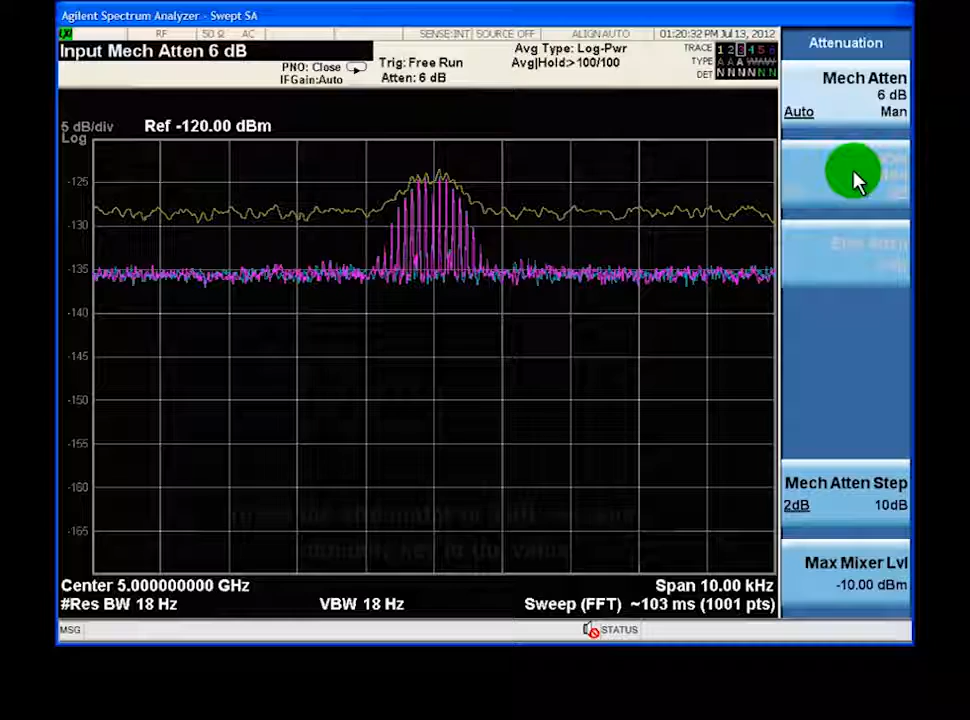 Agilent Spectrum Analyzer - Swept SA
LXI RF 50 Ω AC SENSE:INT SOURCE OFF ALIGN AUTO 01:20:32 PM Jul 13, 2012
Input Mech Atten 6 dB
PNO: Close
IFGain:Auto
Trig: Free Run
Atten: 6 dB
Avg Type: Log-Pwr
Avg|Hold:>100/100
TRACE 1 2 3 4 5 6
TYPE A A A W W W
DET N N N N N N
Attenuation
Mech Atten
6 dB
Auto Man
5 dB/div
Log
Ref -120.00 dBm
-125
-130
-135
-140
-145
-150
-155
-160
-165
Mech Atten Step
2dB 10dB
Max Mixer Lvl
-10.00 dBm
Center 5.000000000 GHz Span 10.00 kHz
#Res BW 18 Hz VBW 18 Hz Sweep (FFT) ~103 ms (1001 pts)
MSG STATUS